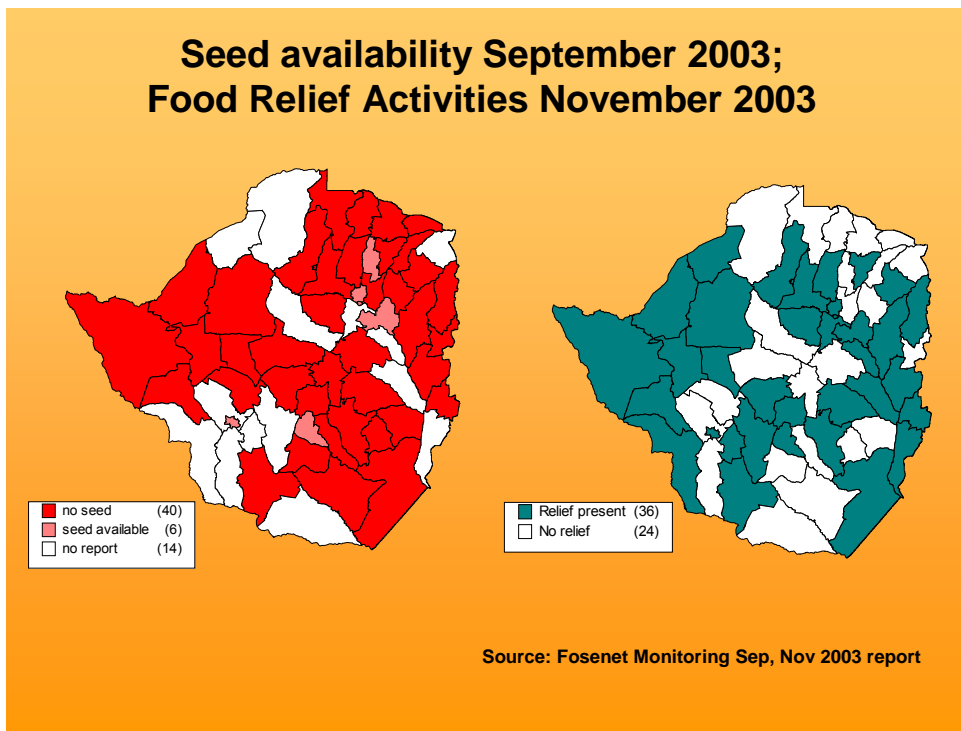 Seed availability September 2003;
Food Relief Activities November 2003
no seed (40)
seed available (6)
no report (14)
Relief present (36)
No relief (24)
Source: Fosenet Monitoring Sep, Nov 2003 report